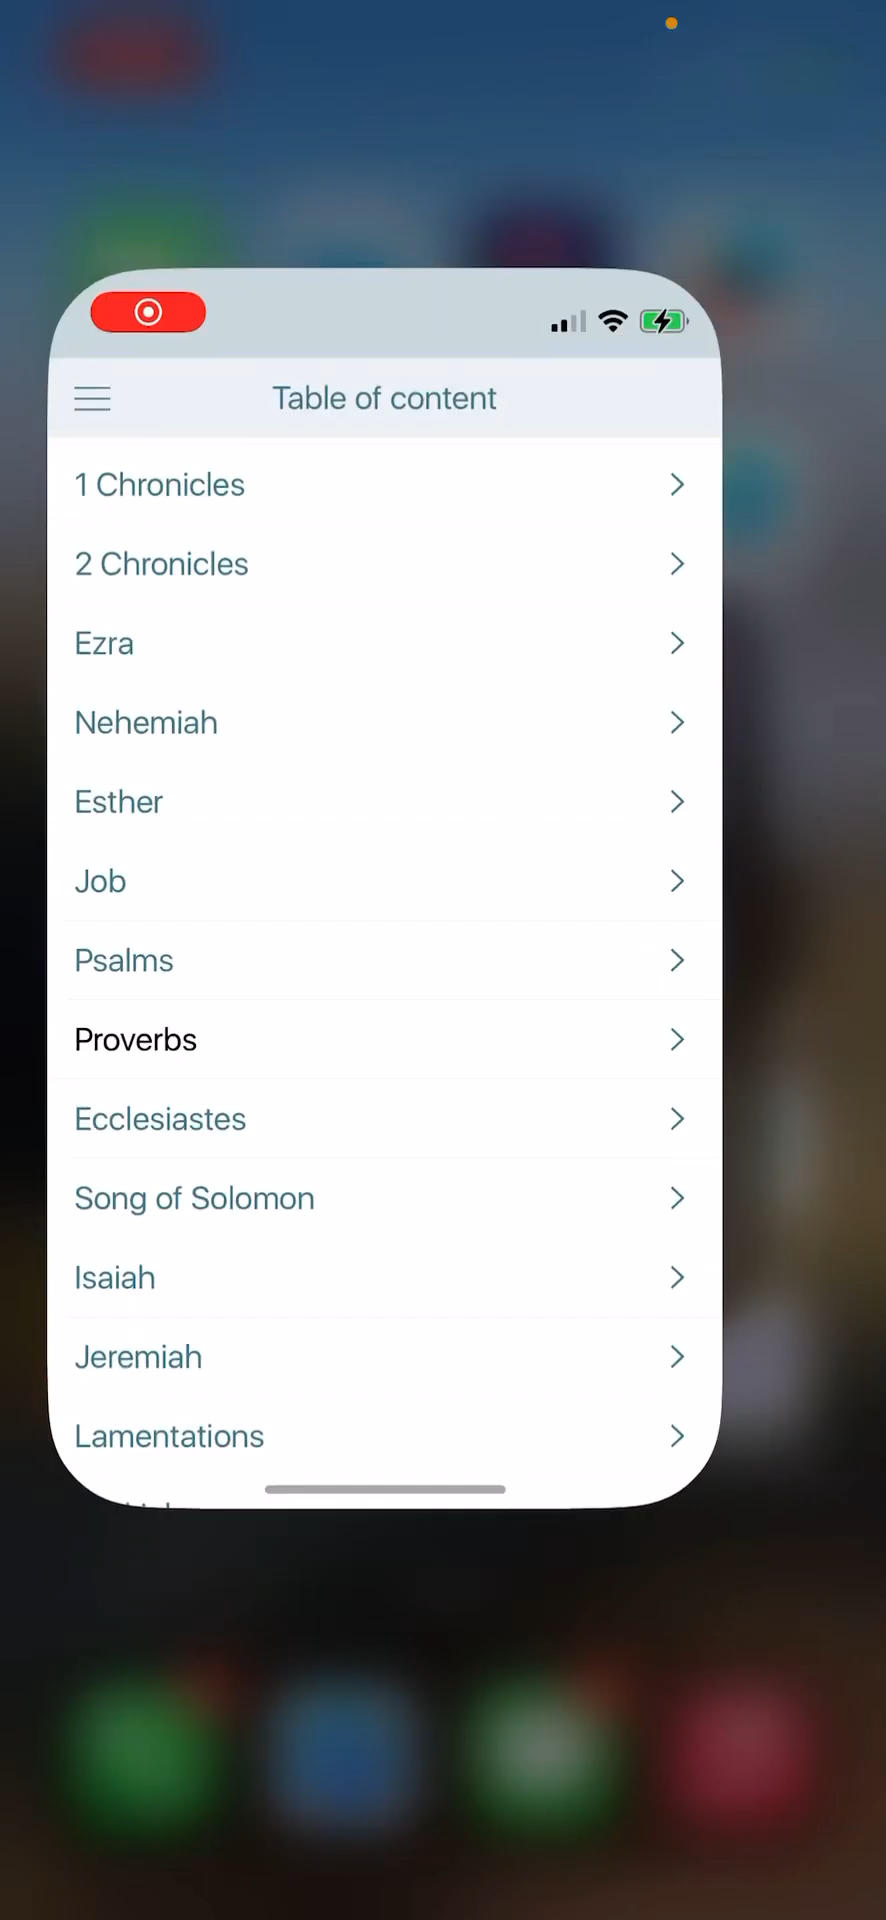 Table of content
1 Chronicles
2 Chronicles
Ezra
Nehemiah
Esther
Job
Psalms
Proverbs
Ecclesiastes
Song of Solomon
Isaiah
Jeremiah
Lamentations